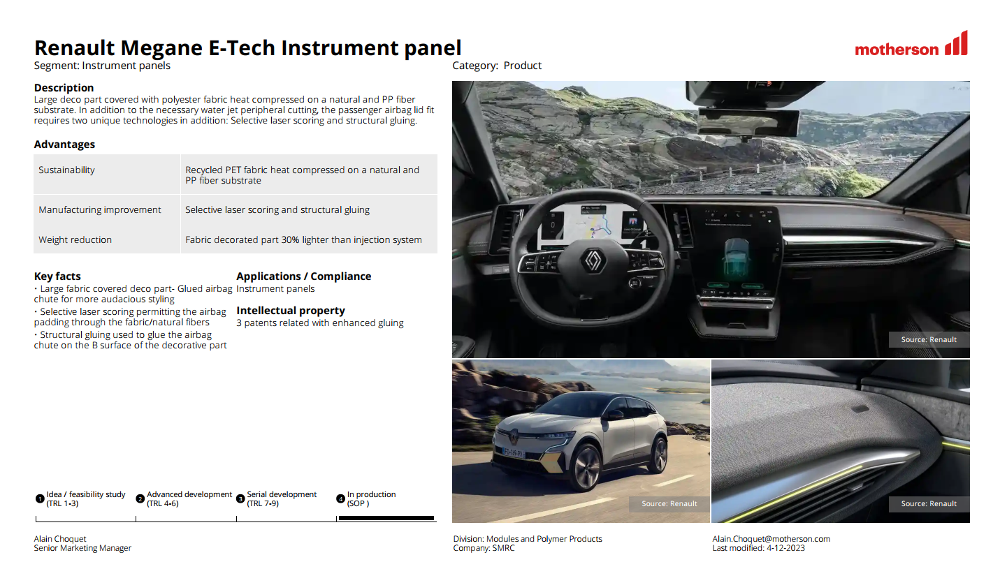 Renault Megane E-Tech Instrument panel
motherson
Segment: Instrument panels
Category: Product
Description
Large deco part covered with polyester fabric heat compressed on a natural and PP fiber
substrate. In addition to the necessary water jet peripheral cutting, the passenger airbag lid fit
requires two unique technologies in addition: Selective laser scoring and structural gluing.
Advantages
Sustainability
Recycled PET fabric heat compressed on a natural and
PP fiber substrate
Manufacturing improvement
Selective laser scoring and structural gluing
Weight reduction
Fabric decorated part 30% lighter than injection system
Key facts
· Large fabric covered deco part- Glued airbag
chute for more audacious styling
· Selective laser scoring permitting the airbag
padding through the fabric/natural fibers
· Structural gluing used to glue the airbag
chute on the B surface of the decorative part
Applications / Compliance
Instrument panels
Intellectual property
3 patents related with enhanced gluing
Source: Renault
Source: Renault
Source: Renault
1 Idea / feasibility study
(TRL 1-3)
2 Advanced development
(TRL 4-6)
3 Serial development
(TRL 7-9)
4 In production
(SOP )
Alain Choquet
Senior Marketing Manager
Division: Modules and Polymer Products
Company: SMRC
Alain.Choquet@motherson.com
Last modified: 4-12-2023